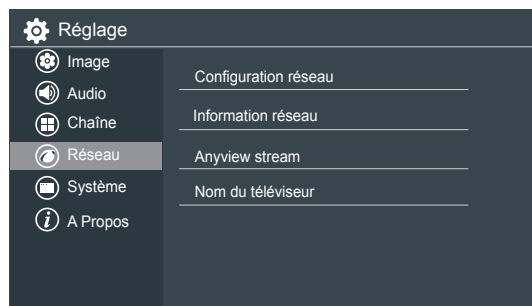 Réglage
Image
Audio
Chaîne
Réseau
Système
A Propos
Configuration réseau
Information réseau
Anyview stream
Nom du téléviseur